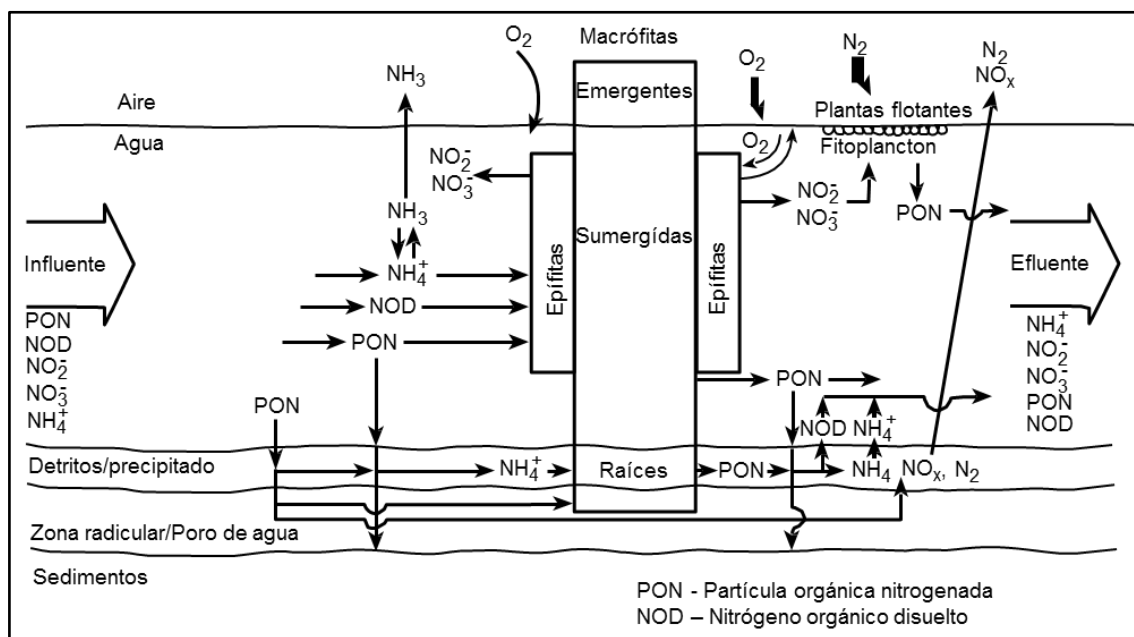 O₂
Macrófitas
N₂
N₂
NOₓ
NH₃
O₂
Emergentes
Aire
Plantas flotantes
Agua
Fitoplancton
O₂
NO₂⁻
NO₃⁻
NO₂⁻
NO₃⁻
NH₃
PON
Sumergídas
Influente
NH₄⁺
Epífitas
Epífitas
Efluente
NOD
PON
NOD
NO₂⁻
NO₃⁻
NH₄⁺
PON
NH₄⁺
NO₂⁻
NO₃⁻
PON
NOD
PON
PON
NOD
NH₄⁺
Detritos/precipitado
NH₄⁺
Raíces
PON
NH₄
NOₓ, N₂
Zona radicular/Poro de agua
Sedimentos
PON - Partícula orgánica nitrogenada
NOD – Nitrógeno orgánico disuelto